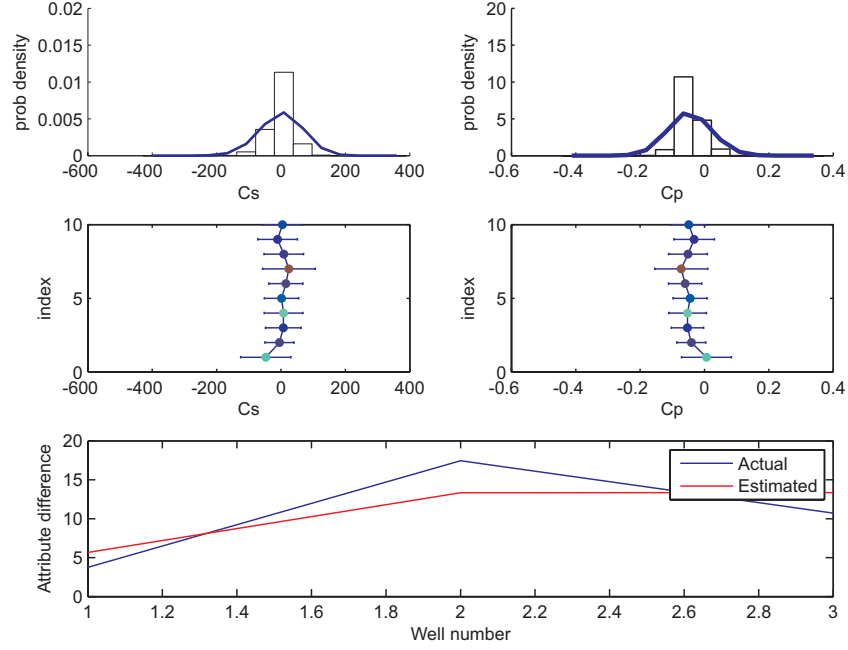 0.02
0.015
0.01
0.005
0
prob density
-600 -400 -200 0 200 400
Cs
20
15
10
5
0
prob density
-0.6 -0.4 -0.2 0 0.2 0.4
Cp
10
5
0
index
-600 -400 -200 0 200 400
Cs
10
5
0
index
-0.6 -0.4 -0.2 0 0.2 0.4
Cp
20
15
10
5
0
Attribute difference
Actual
Estimated
1 1.2 1.4 1.6 1.8 2 2.2 2.4 2.6 2.8 3
Well number